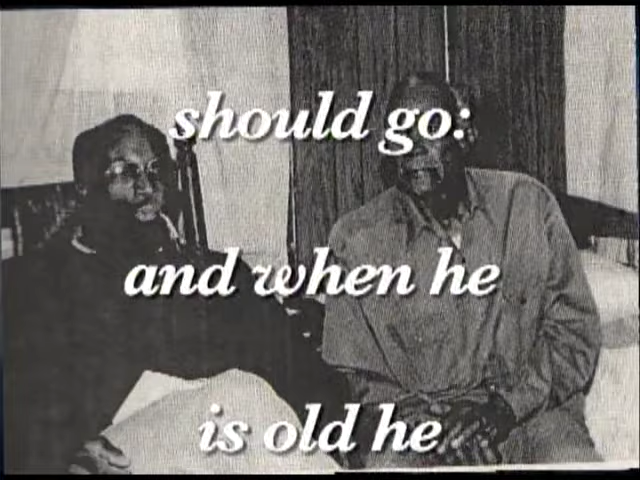 should go:
and when he
is old he